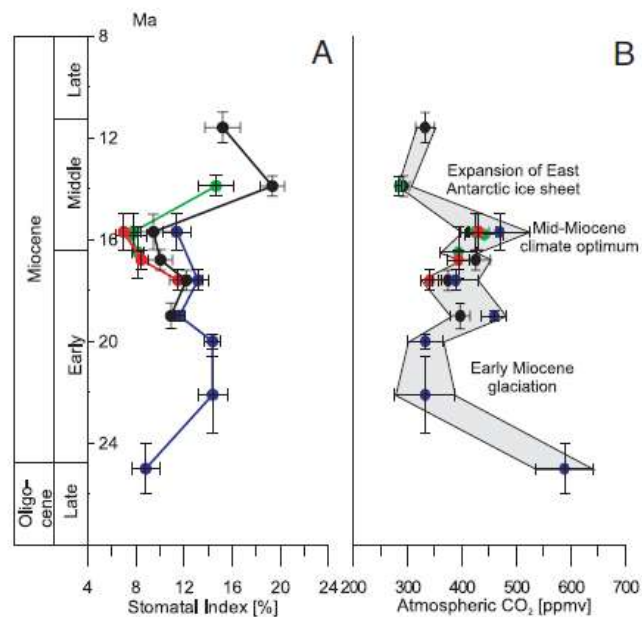 Ma
A
B
8
12
16
20
24
Late
Middle
Early
Miocene
Late
Oligo-
cene
Expansion of East
Antarctic ice sheet
Mid-Miocene
climate optimum
Early Miocene
glaciation
4 8 12 16 20 24
Stomatal Index [%]
200 300 400 500 600 700
Atmospheric CO₂ [ppmv]